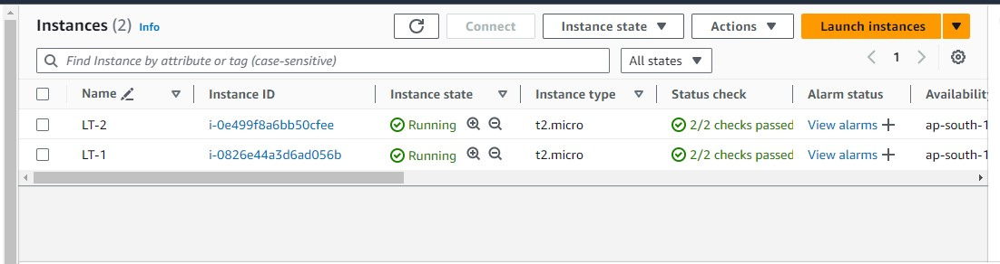 Instances (2) Info
Connect Instance state Actions Launch instances
Find Instance by attribute or tag (case-sensitive) All states 1
Name Instance ID Instance state Instance type Status check Alarm status Availability
LT-2 i-0e499f8a6bb50cfee Running t2.micro 2/2 checks passed View alarms ap-south-1
LT-1 i-0826e44a3d6ad056b Running t2.micro 2/2 checks passed View alarms ap-south-1